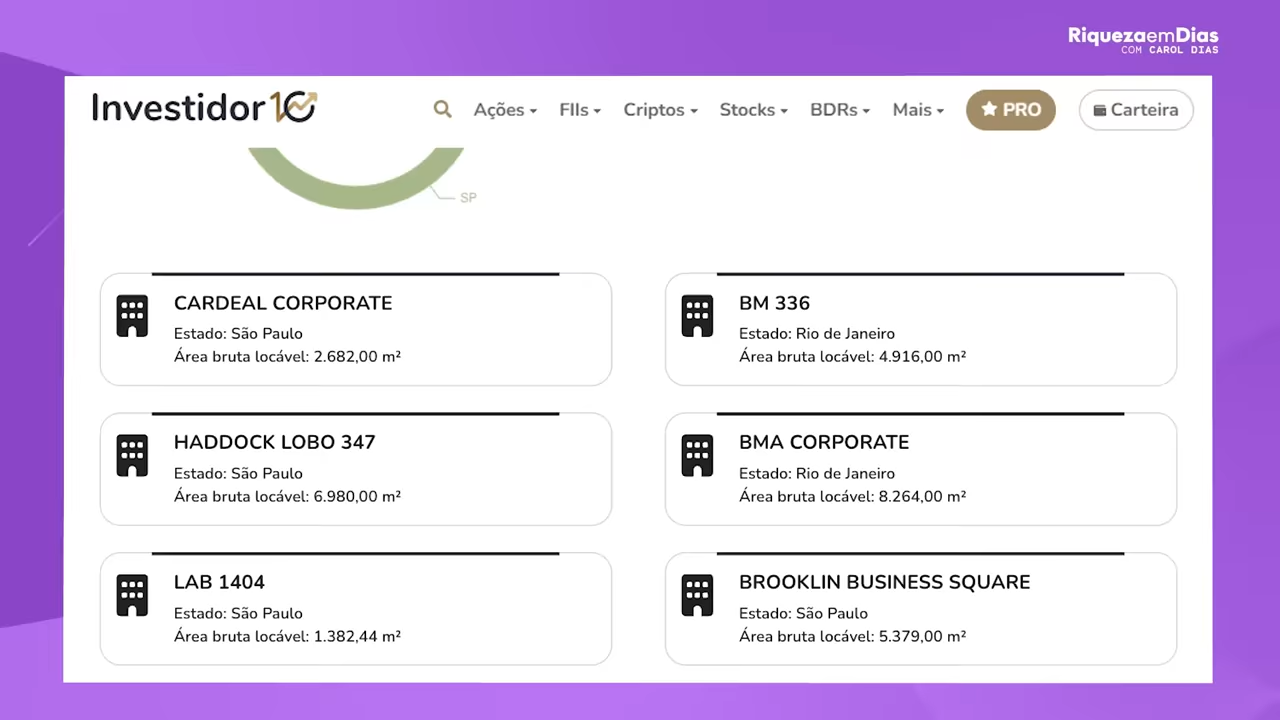 RiquezaemDias
COM CAROL DIAS
Investidor 10
Ações
FIIs
Criptos
Stocks
BDRs
Mais
PRO
Carteira
SP
CARDEAL CORPORATE
Estado: São Paulo
Área bruta locável: 2.682,00 m²
BM 336
Estado: Rio de Janeiro
Área bruta locável: 4.916,00 m²
HADDOCK LOBO 347
Estado: São Paulo
Área bruta locável: 6.980,00 m²
BMA CORPORATE
Estado: Rio de Janeiro
Área bruta locável: 8.264,00 m²
LAB 1404
Estado: São Paulo
Área bruta locável: 1.382,44 m²
BROOKLIN BUSINESS SQUARE
Estado: São Paulo
Área bruta locável: 5.379,00 m²